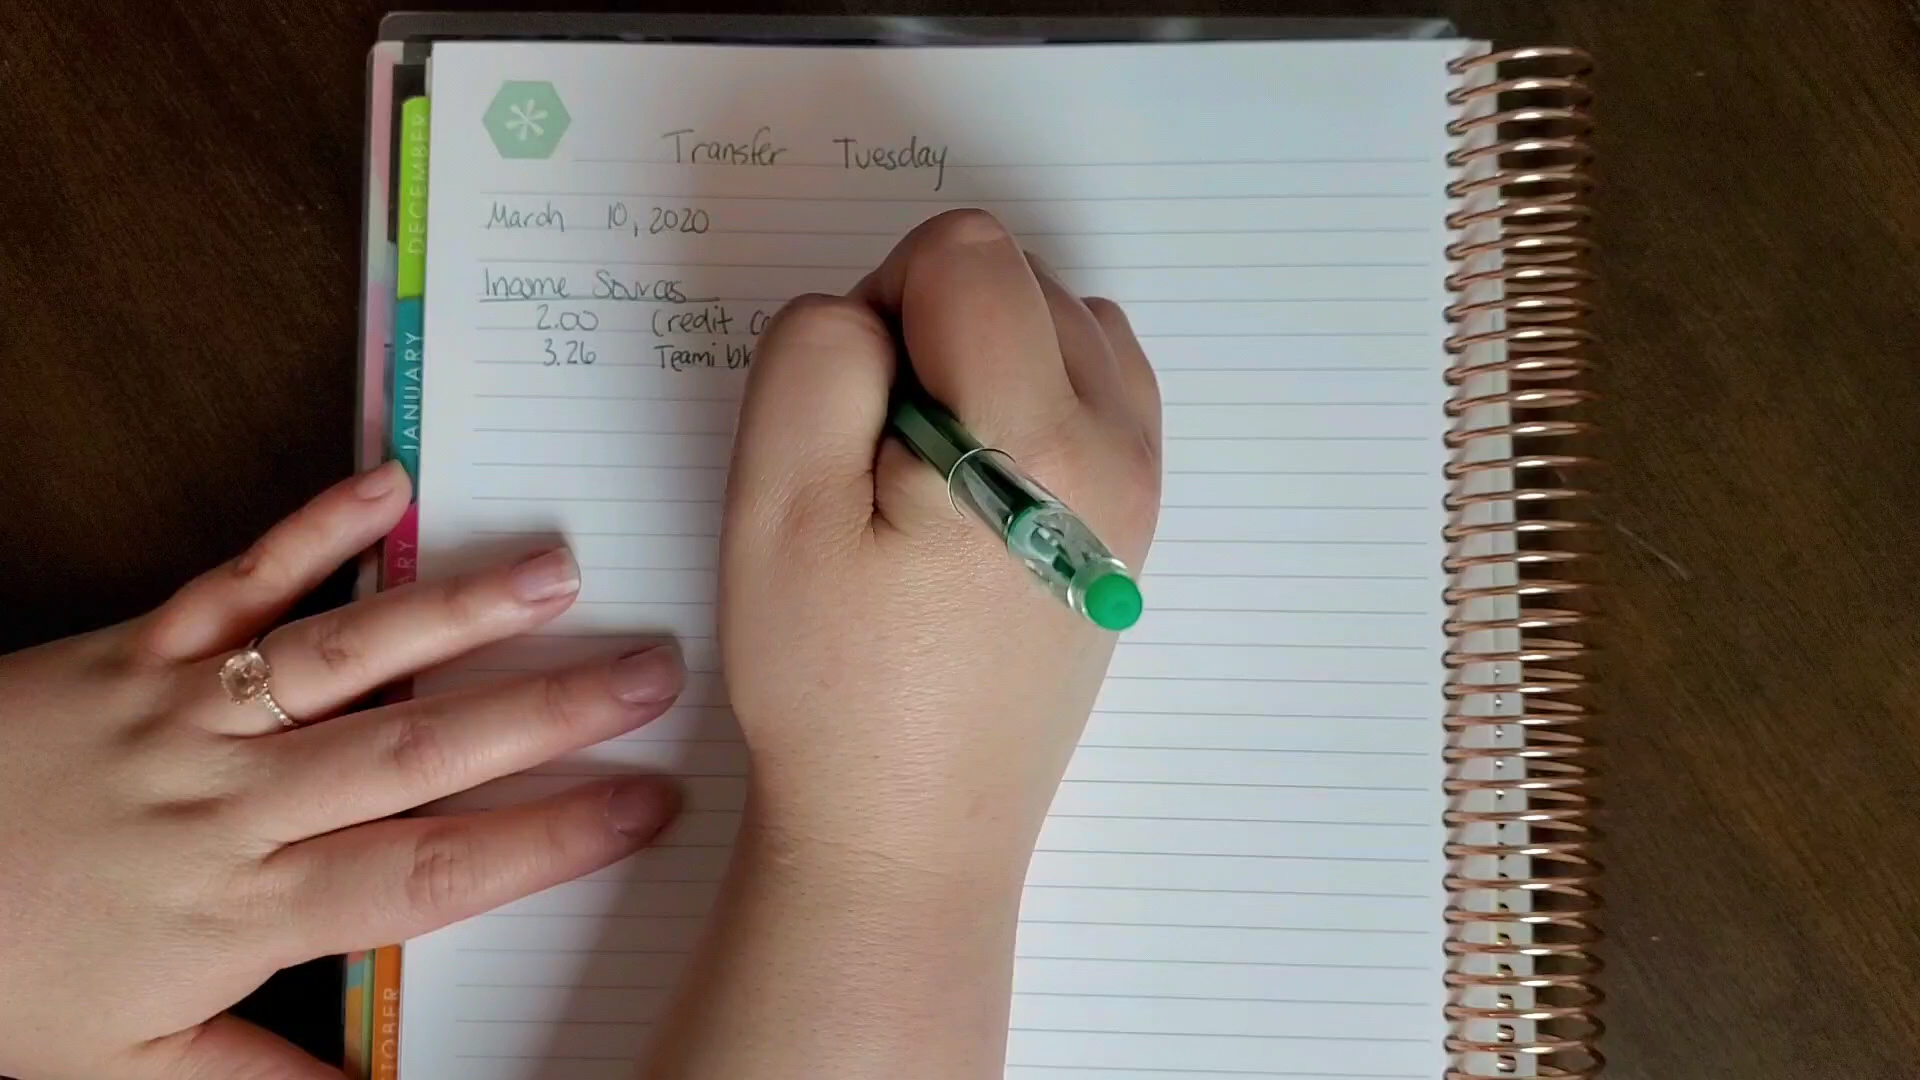 Transfer Tuesday
March 10, 2020
Income Sources
2.00 Credit
3.26 Teami
DECEMBER
JANUARY